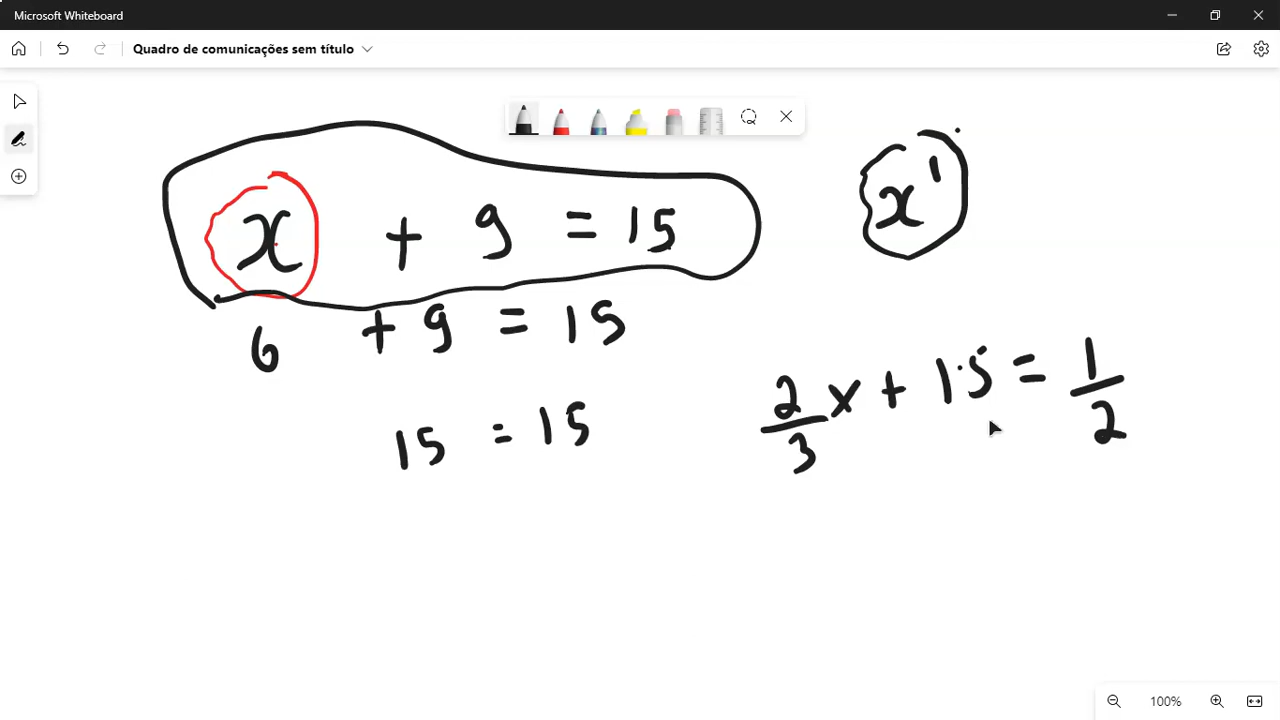 Microsoft Whiteboard
Quadro de comunicações sem título
x + 9 = 15
x¹
6 + 9 = 15
2/3 x + 1.5 = 1/2
15 = 15
100%